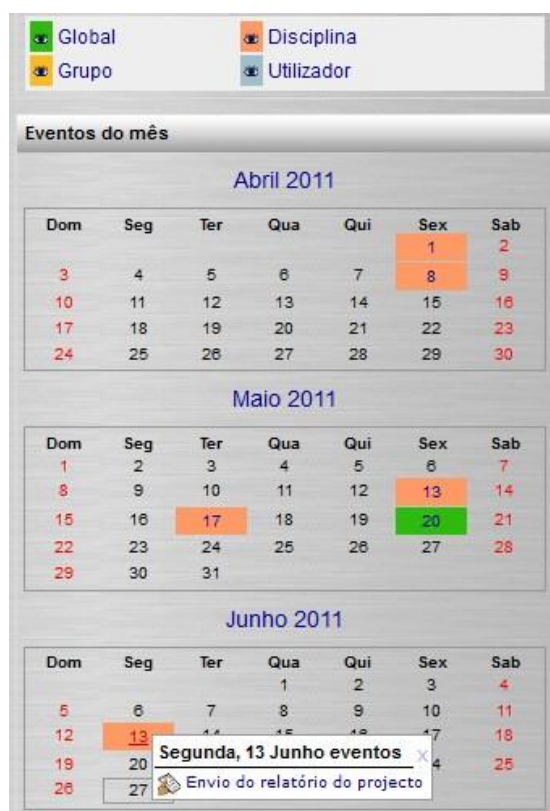 Global Disciplina
Grupo Utilizador
Eventos do mês
Abril 2011
Dom Seg Ter Qua Qui Sex Sab
1 2
3 4 5 6 7 8 9
10 11 12 13 14 15 16
17 18 19 20 21 22 23
24 25 26 27 28 29 30
Maio 2011
Dom Seg Ter Qua Qui Sex Sab
1 2 3 4 5 6 7
8 9 10 11 12 13 14
15 16 17 18 19 20 21
22 23 24 25 26 27 28
29 30 31
Junho 2011
Dom Seg Ter Qua Qui Sex Sab
1 2 3 4
5 6 7 8 9 10 11
12 13 14 15 16 17 18
19 20 25
Segunda, 13 Junho eventos x
26 27 Envio do relatório do projecto